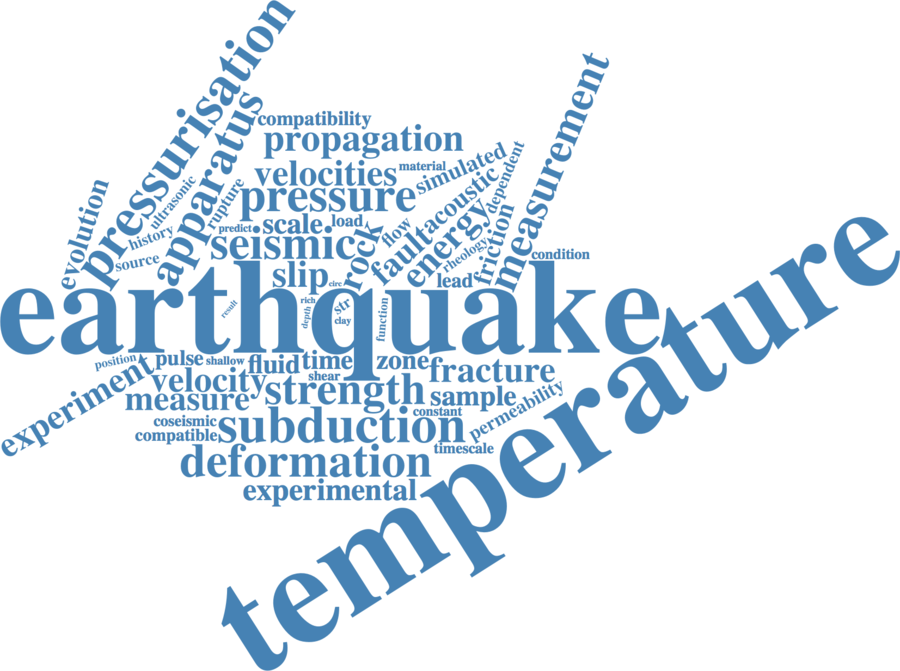 pressurisation
compatibility
apparatus
propagation
measurement
velocities
material
simulated
dependent
evolution
ultrasonic
rupture
pressure
acoustic
history
predict
scale
load
flow
fault
energy
source
seismic
rock
rheology
friction
condition
slip
circ
lead
earthquake
result
rich
depth
str
clay
function
temperature
position
pulse
shallow
fluid
time
zone
fracture
experiment
velocity
shear
strength
sample
permeability
measure
coseismic
constant
compatible
subduction
timescale
deformation
experimental